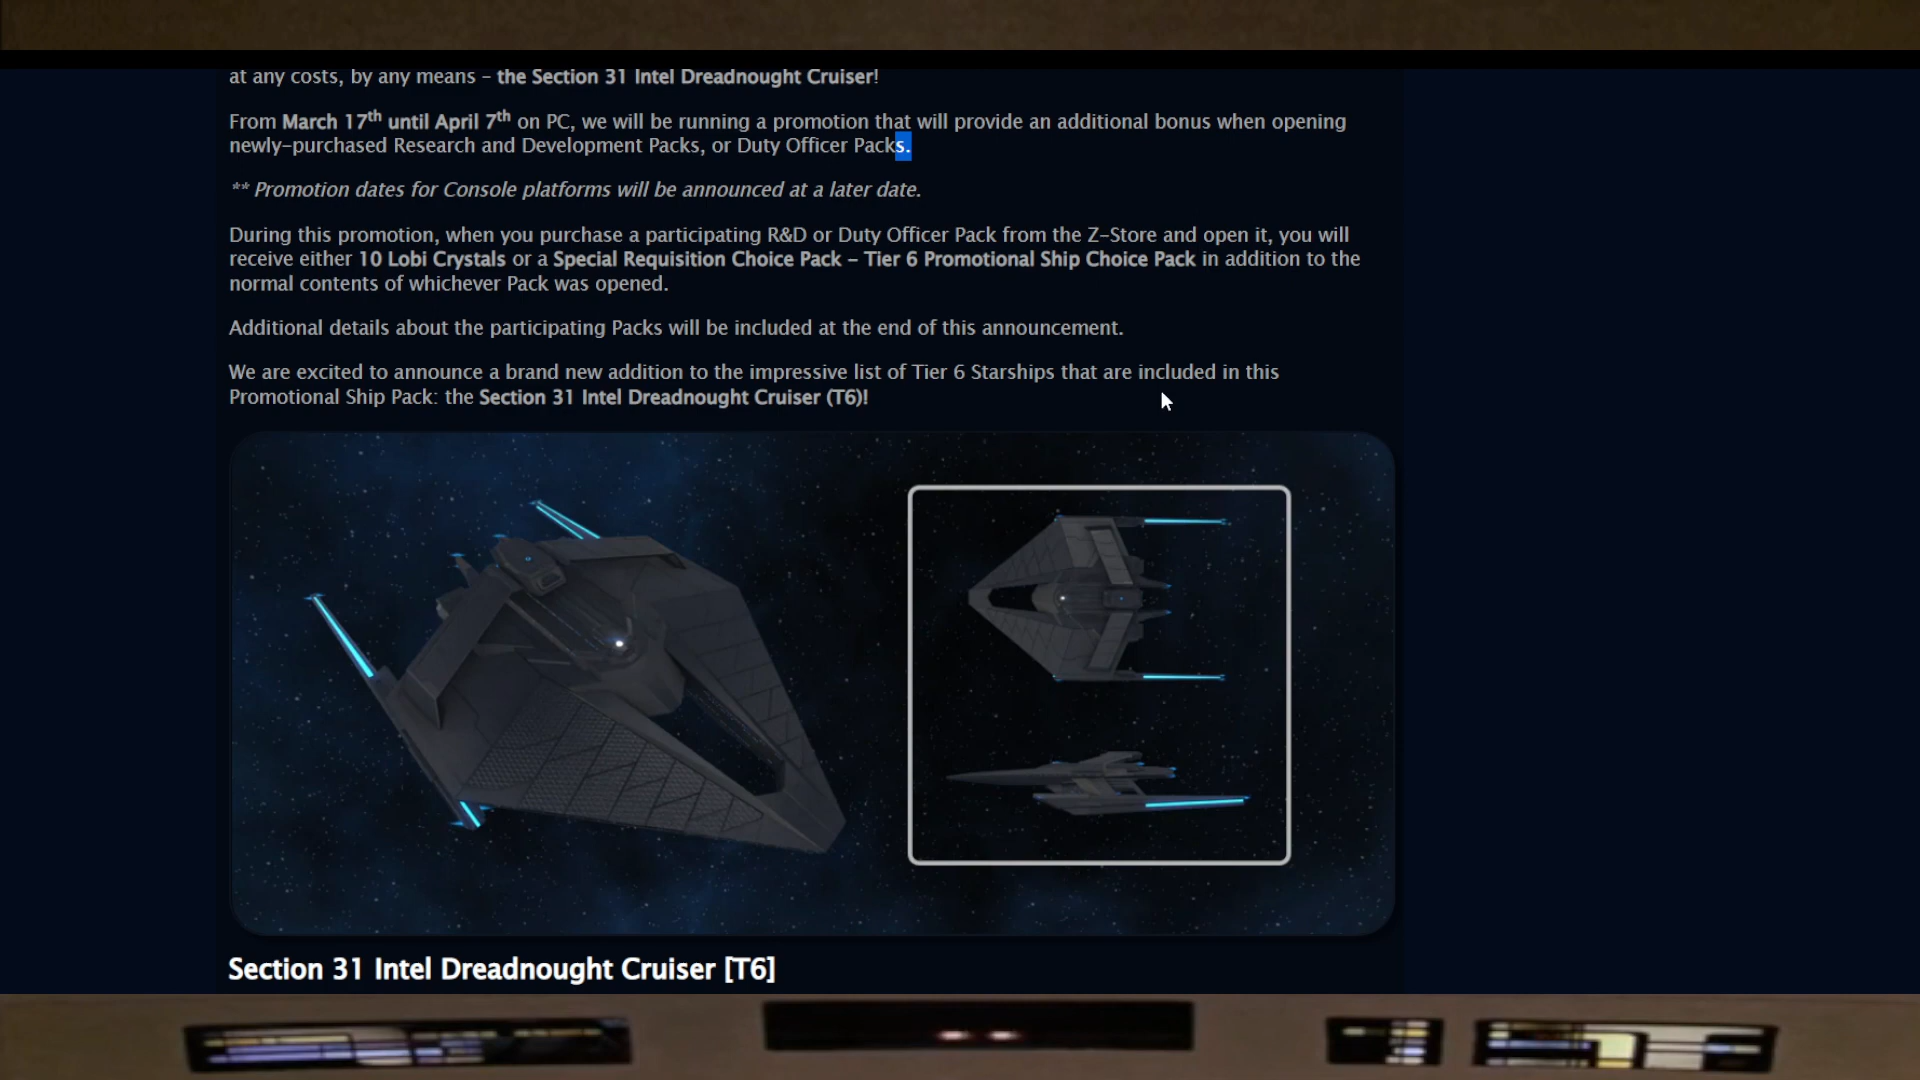 at any costs, by any means – the Section 31 Intel Dreadnought Cruiser!
From March 17th until April 7th on PC, we will be running a promotion that will provide an additional bonus when opening
newly-purchased Research and Development Packs, or Duty Officer Packs.
** Promotion dates for Console platforms will be announced at a later date.
During this promotion, when you purchase a participating R&D or Duty Officer Pack from the Z-Store and open it, you will
receive either 10 Lobi Crystals or a Special Requisition Choice Pack – Tier 6 Promotional Ship Choice Pack in addition to the
normal contents of whichever Pack was opened.
Additional details about the participating Packs will be included at the end of this announcement.
We are excited to announce a brand new addition to the impressive list of Tier 6 Starships that are included in this
Promotional Ship Pack: the Section 31 Intel Dreadnought Cruiser (T6)!
Section 31 Intel Dreadnought Cruiser [T6]